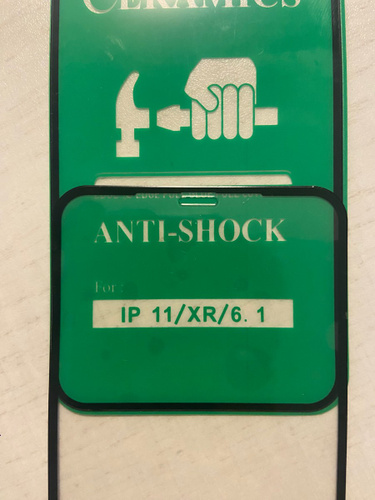 CERAMICS
ANTI-SHOCK
For:
IP 11/XR/6. 1